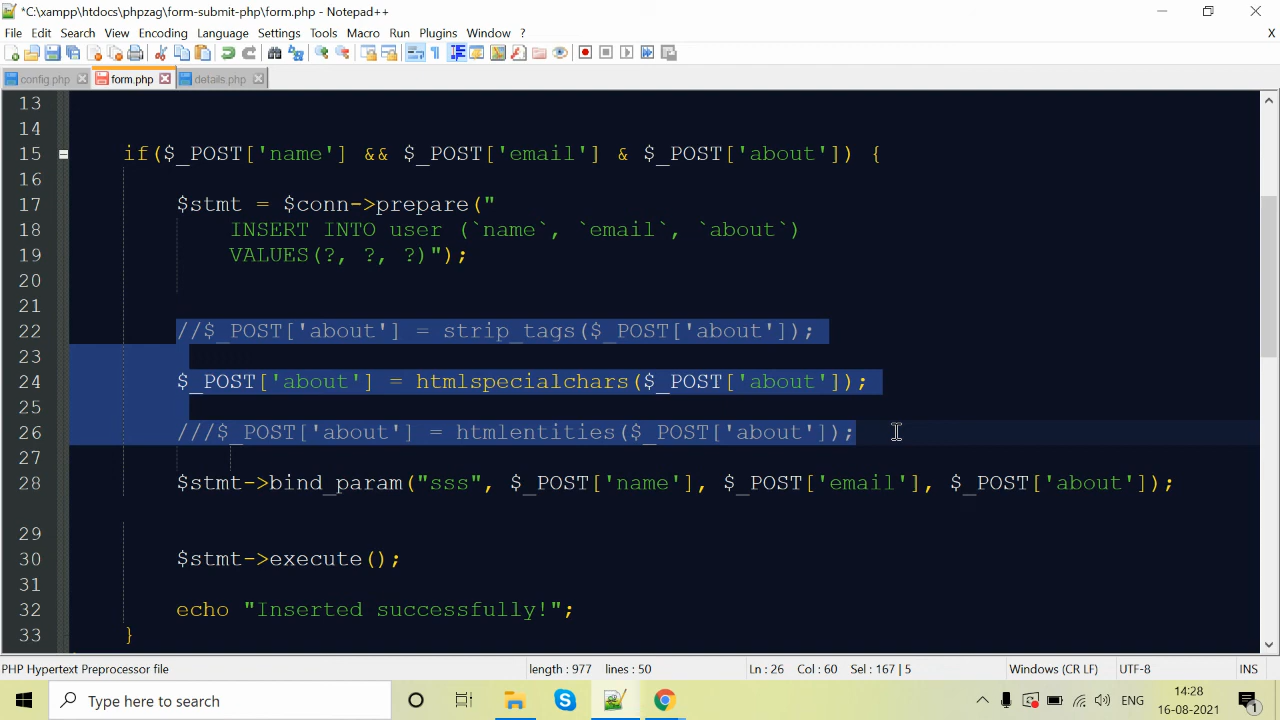 *C:\xampp\htdocs\phpzag\form-submit-php\form.php - Notepad++
File Edit Search View Encoding Language Settings Tools Macro Run Plugins Window ? X
config.php form.php details.php
13
14
15 if($_POST['name'] && $_POST['email'] & $_POST['about']) {
16
17 $stmt = $conn->prepare("
18 INSERT INTO user (`name`, `email`, `about`)
19 VALUES(?, ?, ?)");
20
21
22 //$_POST['about'] = strip_tags($_POST['about']);
23
24 $_POST['about'] = htmlspecialchars($_POST['about']);
25
26 ///$_POST['about'] = htmlentities($_POST['about']);
27
28 $stmt->bind_param("sss", $_POST['name'], $_POST['email'], $_POST['about']);
29
30 $stmt->execute();
31
32 echo "Inserted successfully!";
33 }
PHP Hypertext Preprocessor file length : 977 lines : 50 Ln : 26 Col : 60 Sel : 167 | 5 Windows (CR LF) UTF-8 INS
Type here to search ENG 14:28
16-08-2021 1